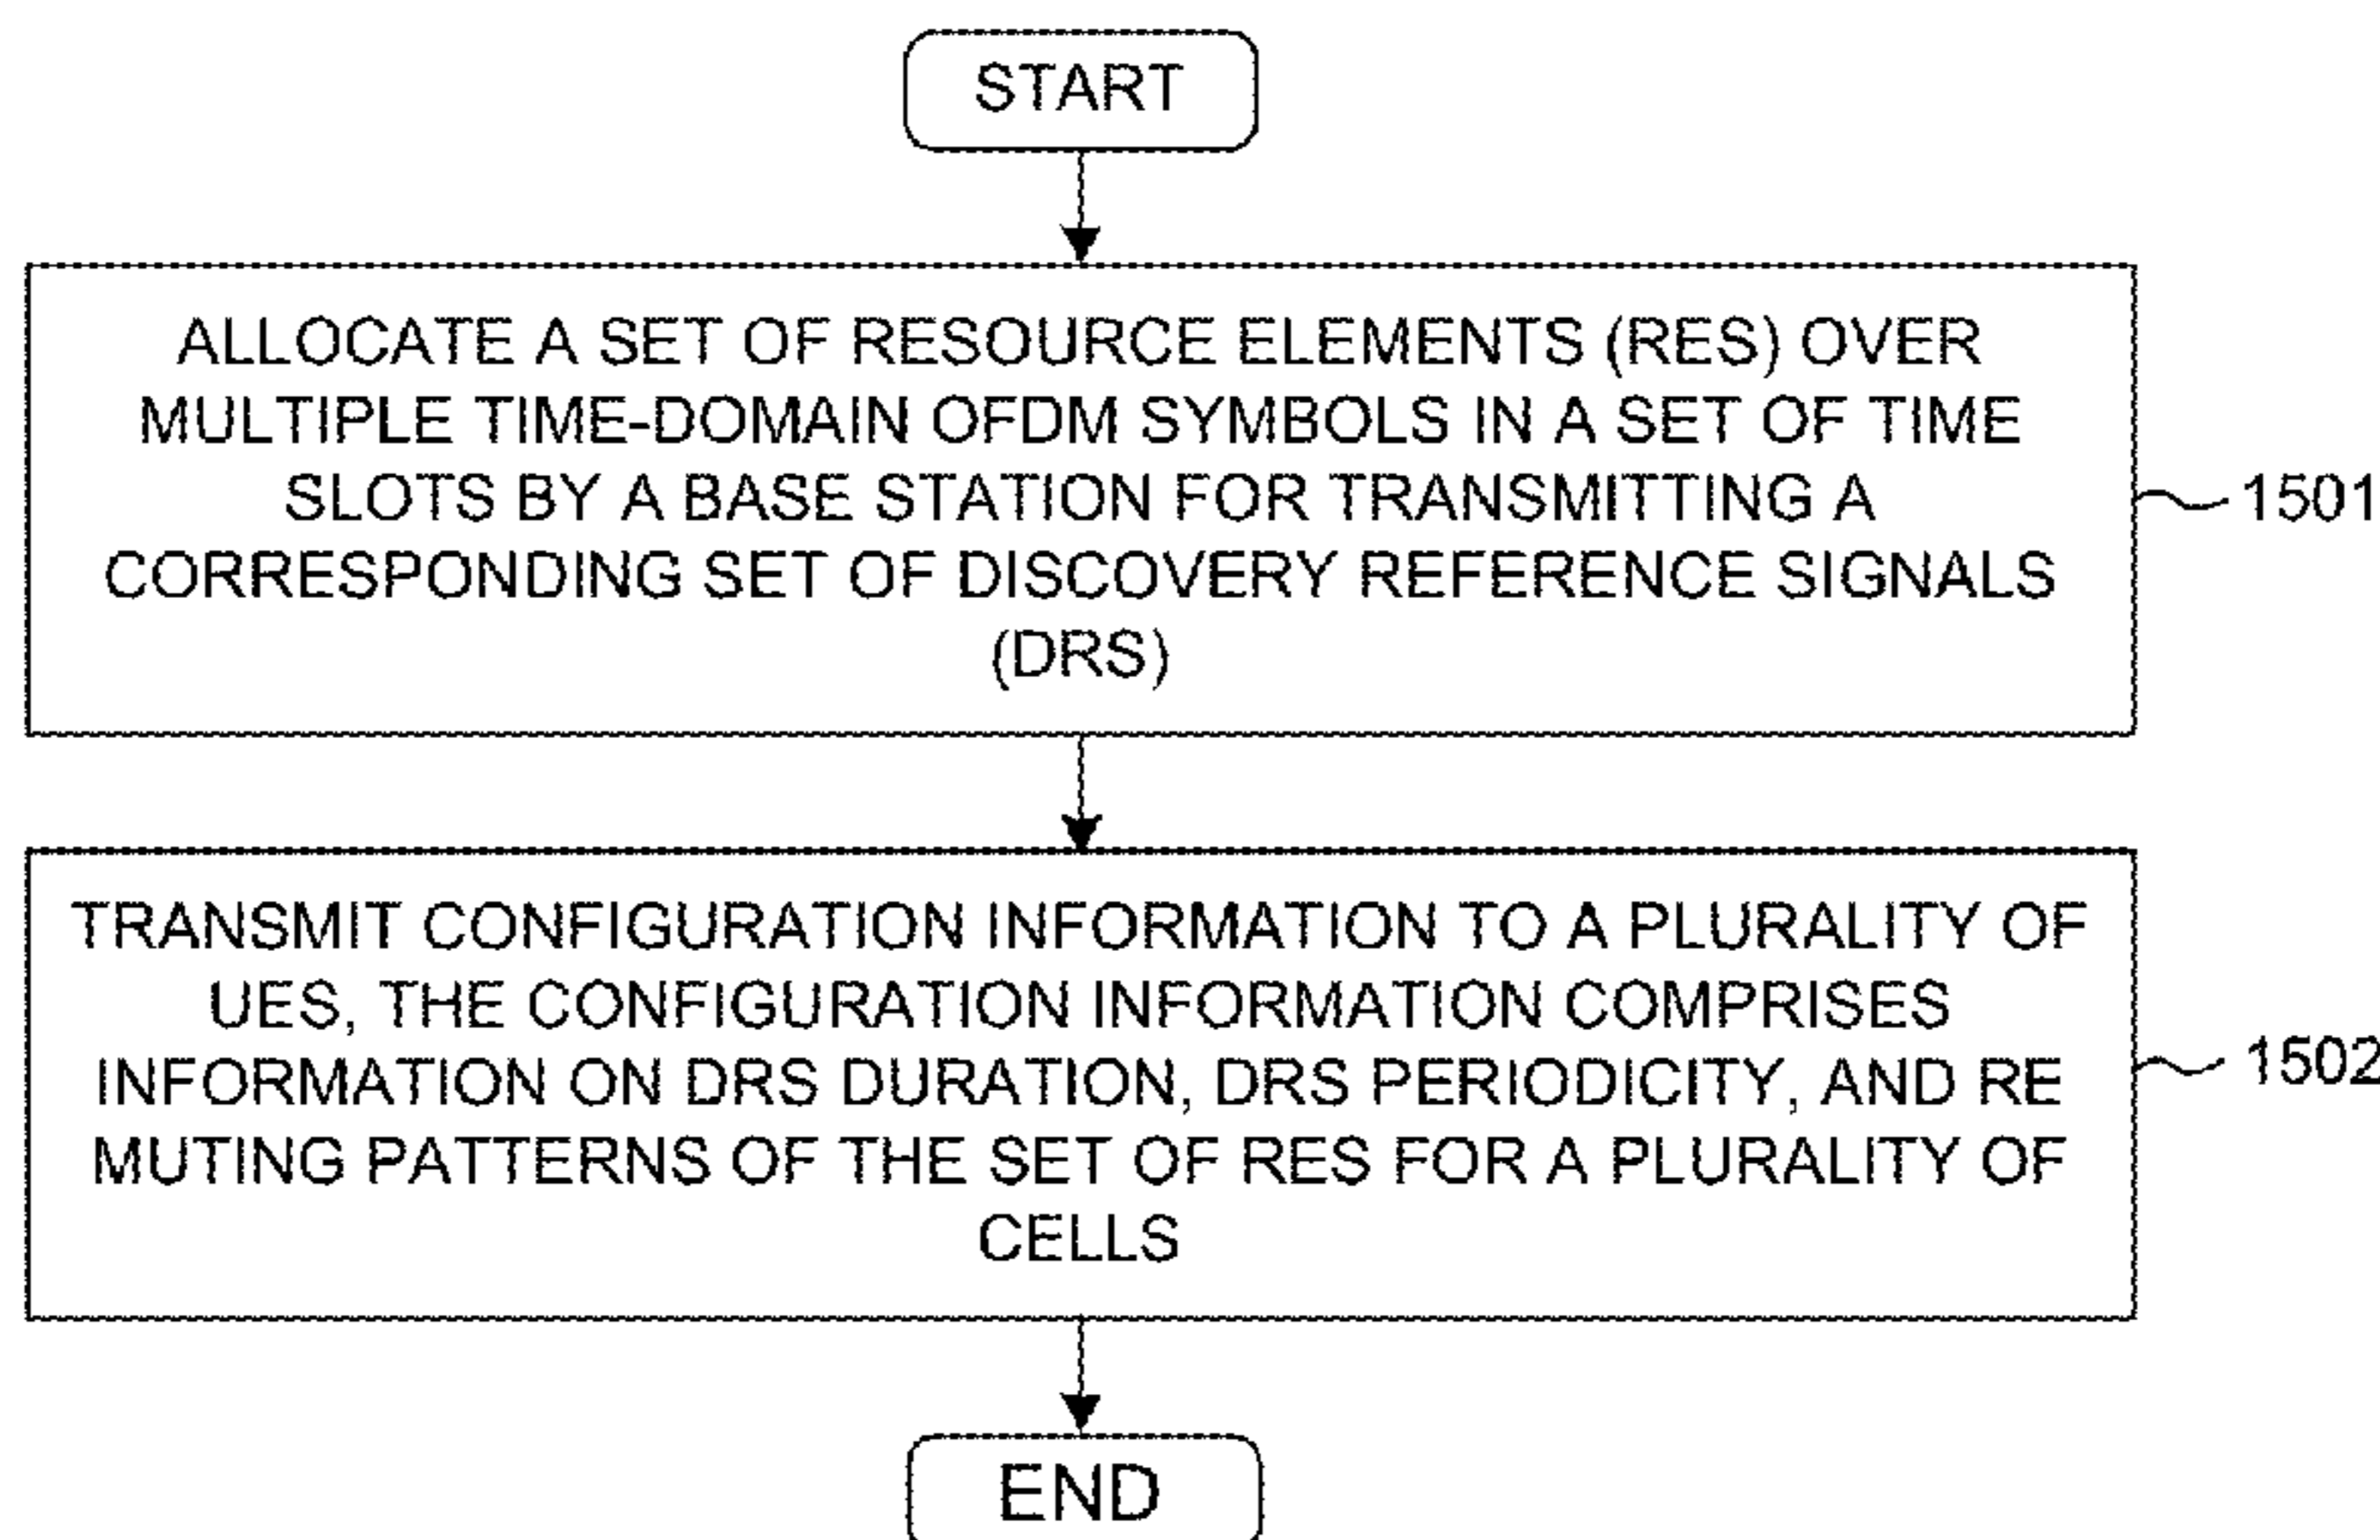 START
ALLOCATE A SET OF RESOURCE ELEMENTS (RES) OVER
MULTIPLE TIME-DOMAIN OFDM SYMBOLS IN A SET OF TIME
SLOTS BY A BASE STATION FOR TRANSMITTING A
CORRESPONDING SET OF DISCOVERY REFERENCE SIGNALS
(DRS)
1501
TRANSMIT CONFIGURATION INFORMATION TO A PLURALITY OF
UES, THE CONFIGURATION INFORMATION COMPRISES
INFORMATION ON DRS DURATION, DRS PERIODICITY, AND RE
MUTING PATTERNS OF THE SET OF RES FOR A PLURALITY OF
CELLS
1502
END